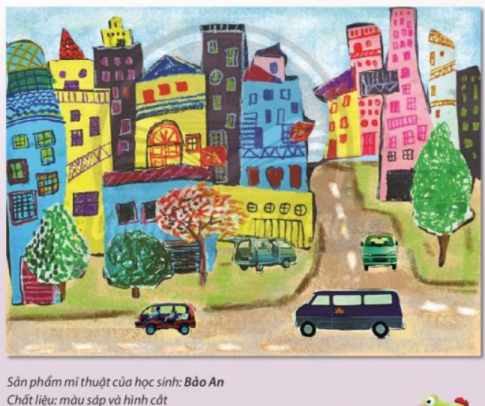 Sản phẩm mĩ thuật của học sinh: Bảo An
Chất liệu: màu sáp và hình cắt